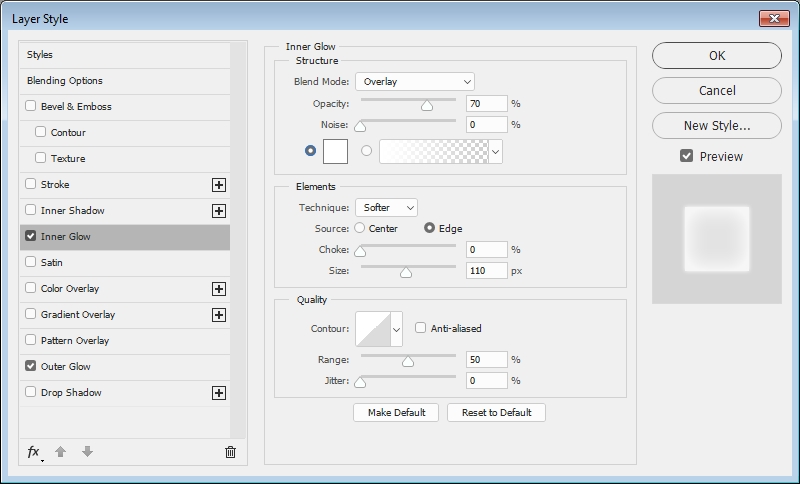 Layer Style
Styles
Blending Options
Bevel & Emboss
Contour
Texture
Stroke
Inner Shadow
Inner Glow
Satin
Color Overlay
Gradient Overlay
Pattern Overlay
Outer Glow
Drop Shadow
fx
Inner Glow
Structure
Blend Mode: Overlay
Opacity: 70 %
Noise: 0 %
Elements
Technique: Softer
Source: Center Edge
Choke: 0 %
Size: 110 px
Quality
Contour: Anti-aliased
Range: 50 %
Jitter: 0 %
Make Default Reset to Default
OK
Cancel
New Style...
Preview